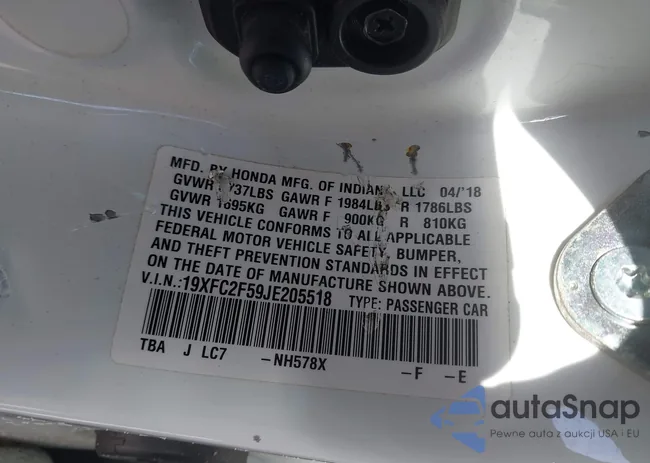 MFD. BY HONDA MFG. OF INDIANA, LLC 04/'18
GVWR 3737LBS GAWR F 1984LBS R 1786LBS
GVWR 1695KG GAWR F 900KG R 810KG
THIS VEHICLE CONFORMS TO ALL APPLICABLE
FEDERAL MOTOR VEHICLE SAFETY, BUMPER,
AND THEFT PREVENTION STANDARDS IN EFFECT
ON THE DATE OF MANUFACTURE SHOWN ABOVE.
V.I.N.:19XFC2F59JE205518 TYPE: PASSENGER CAR
TBA J LC7 -NH578X -F -E
autaSnap
Pewne auta z aukcji USA i EU